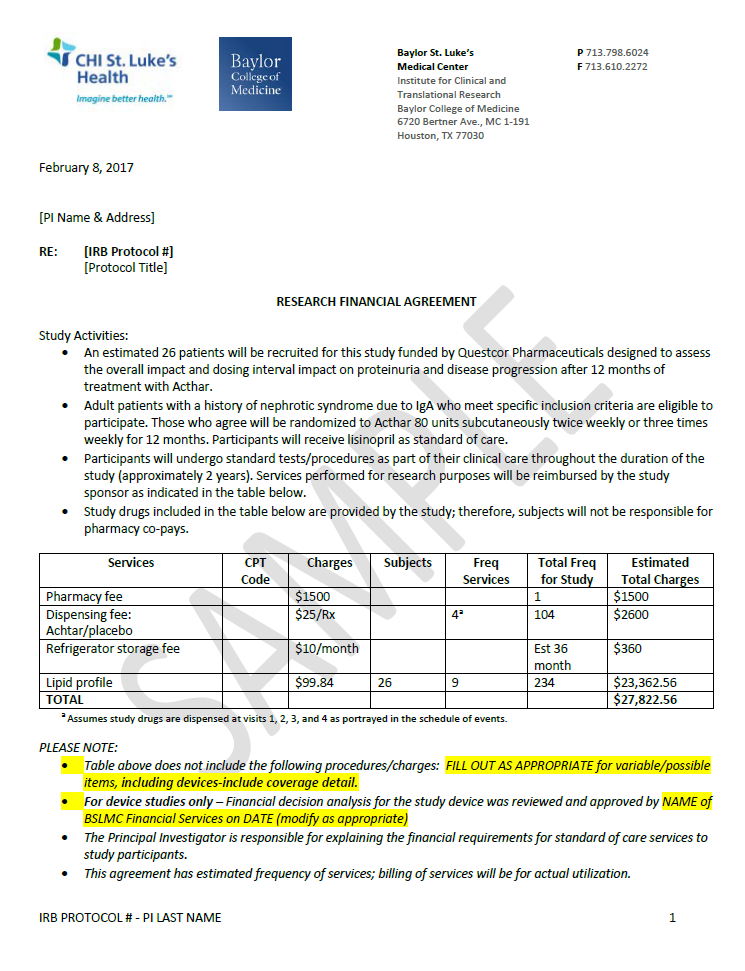 CHI St. Luke's
Health
Imagine better health.℠
Baylor
College of
Medicine
Baylor St. Luke's
Medical Center
Institute for Clinical and
Translational Research
Baylor College of Medicine
6720 Bertner Ave., MC 1-191
Houston, TX 77030
P 713.798.6024
F 713.610.2272
February 8, 2017
[PI Name & Address]
RE: [IRB Protocol #]
[Protocol Title]
RESEARCH FINANCIAL AGREEMENT
Study Activities:
• An estimated 26 patients will be recruited for this study funded by Questcor Pharmaceuticals designed to assess
the overall impact and dosing interval impact on proteinuria and disease progression after 12 months of
treatment with Acthar.
• Adult patients with a history of nephrotic syndrome due to IgA who meet specific inclusion criteria are eligible to
participate. Those who agree will be randomized to Acthar 80 units subcutaneously twice weekly or three times
weekly for 12 months. Participants will receive lisinopril as standard of care.
• Participants will undergo standard tests/procedures as part of their clinical care throughout the duration of the
study (approximately 2 years). Services performed for research purposes will be reimbursed by the study
sponsor as indicated in the table below.
• Study drugs included in the table below are provided by the study; therefore, subjects will not be responsible for
pharmacy co-pays.
Services CPT Charges Subjects Freq Total Freq Estimated
Code Services for Study Total Charges
Pharmacy fee $1500 1 $1500
Dispensing fee: $25/Rx 4ª 104 $2600
Achtar/placebo
Refrigerator storage fee $10/month Est 36 $360
month
Lipid profile $99.84 26 9 234 $23,362.56
TOTAL $27,822.56
ª Assumes study drugs are dispensed at visits 1, 2, 3, and 4 as portrayed in the schedule of events.
PLEASE NOTE:
• Table above does not include the following procedures/charges: FILL OUT AS APPROPRIATE for variable/possible
items, including devices-include coverage detail.
• For device studies only – Financial decision analysis for the study device was reviewed and approved by NAME of
BSLMC Financial Services on DATE (modify as appropriate)
• The Principal Investigator is responsible for explaining the financial requirements for standard of care services to
study participants.
• This agreement has estimated frequency of services; billing of services will be for actual utilization.
IRB PROTOCOL # - PI LAST NAME 1
SAMPLE